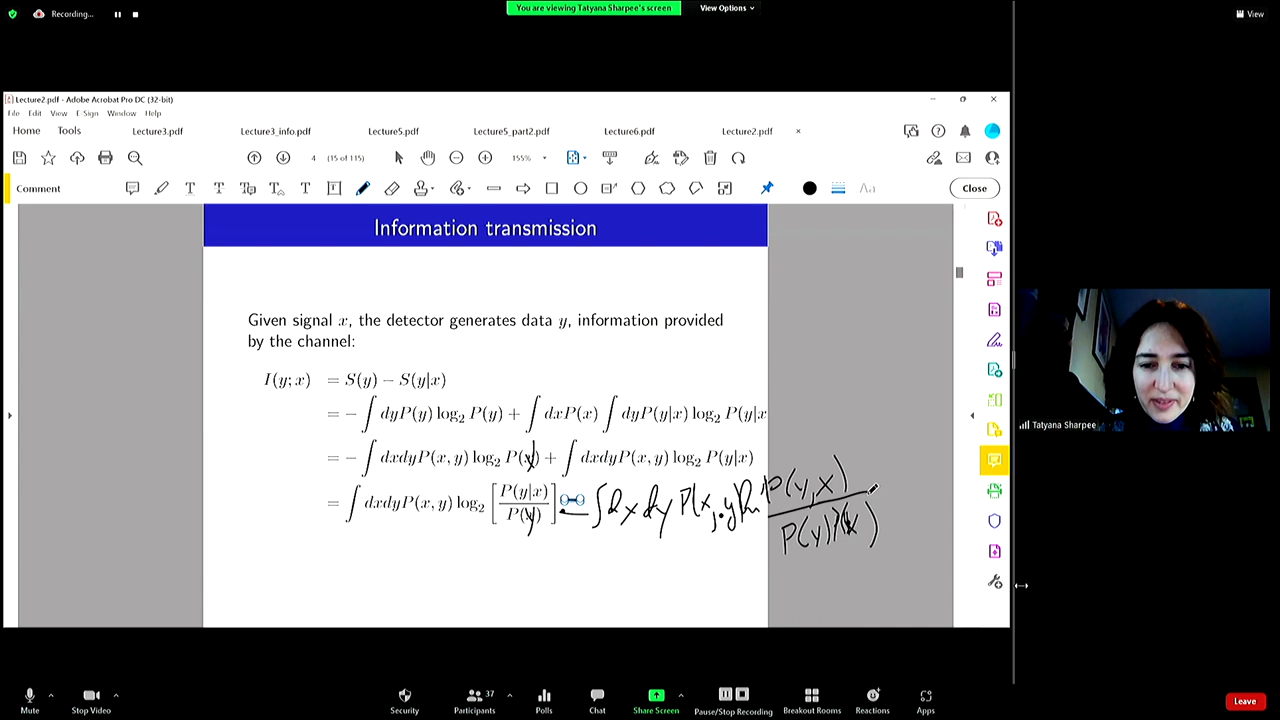 Recording...
You are viewing Tatyana Sharpee's screen
View Options
View
Lecture2.pdf - Adobe Acrobat Pro DC (32-bit)
File Edit View E-Sign Window Help
Home Tools Lecture3.pdf Lecture3_info.pdf Lecture5.pdf Lecture5_part2.pdf Lecture6.pdf Lecture2.pdf ×
4 (15 of 115) 155%
Comment Close
Information transmission
Given signal x, the detector generates data y, information provided
by the channel:
I(y; x) = S(y) − S(y|x)
= − ∫ dyP(y) log₂ P(y) + ∫ dxP(x) ∫ dyP(y|x) log₂ P(y|x
= − ∫ dxdyP(x, y) log₂ P(y) + ∫ dxdyP(x, y) log₂ P(y|x)
= ∫ dxdyP(x, y) log₂ [P(y|x) / P(y)] = ∫ dx dy P(x, y) ln P(y,x) / P(y)P(x)
Tatyana Sharpee
Mute Stop Video Security Participants 37 Polls Chat Share Screen Pause/Stop Recording Breakout Rooms Reactions Apps Leave